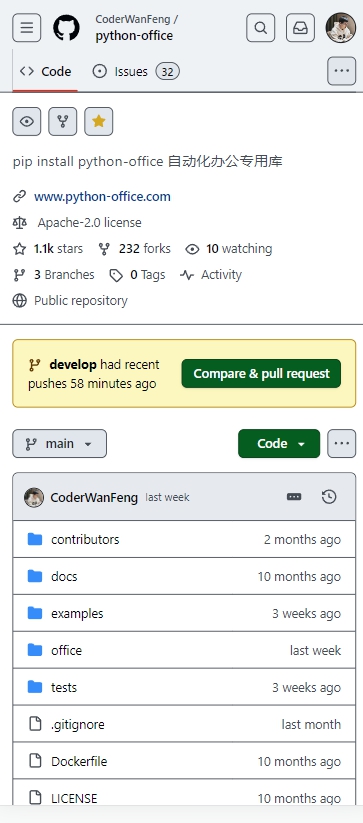 CoderWanFeng /
python-office
Code
Issues 32
pip install python-office 自动化办公专用库
www.python-office.com
Apache-2.0 license
1.1k stars 232 forks 10 watching
3 Branches 0 Tags Activity
Public repository
develop had recent
pushes 58 minutes ago
Compare & pull request
main
Code
CoderWanFeng last week
contributors 2 months ago
docs 10 months ago
examples 3 weeks ago
office last week
tests 3 weeks ago
.gitignore last month
Dockerfile 10 months ago
LICENSE 10 months ago